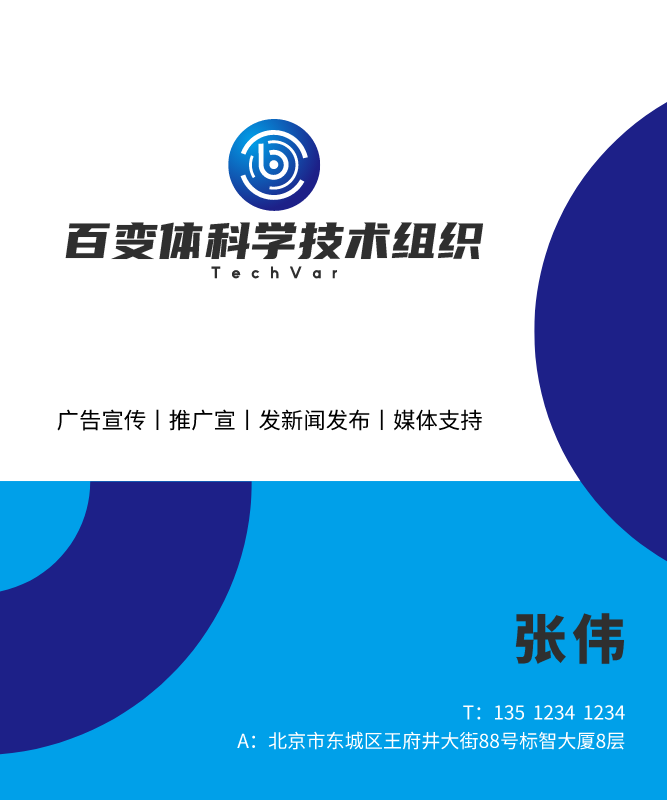 百变体科学技术组织
TechVar
广告宣传丨推广宣丨发新闻发布丨媒体支持
张伟
T：135 1234 1234
A：北京市东城区王府井大街88号标智大厦8层